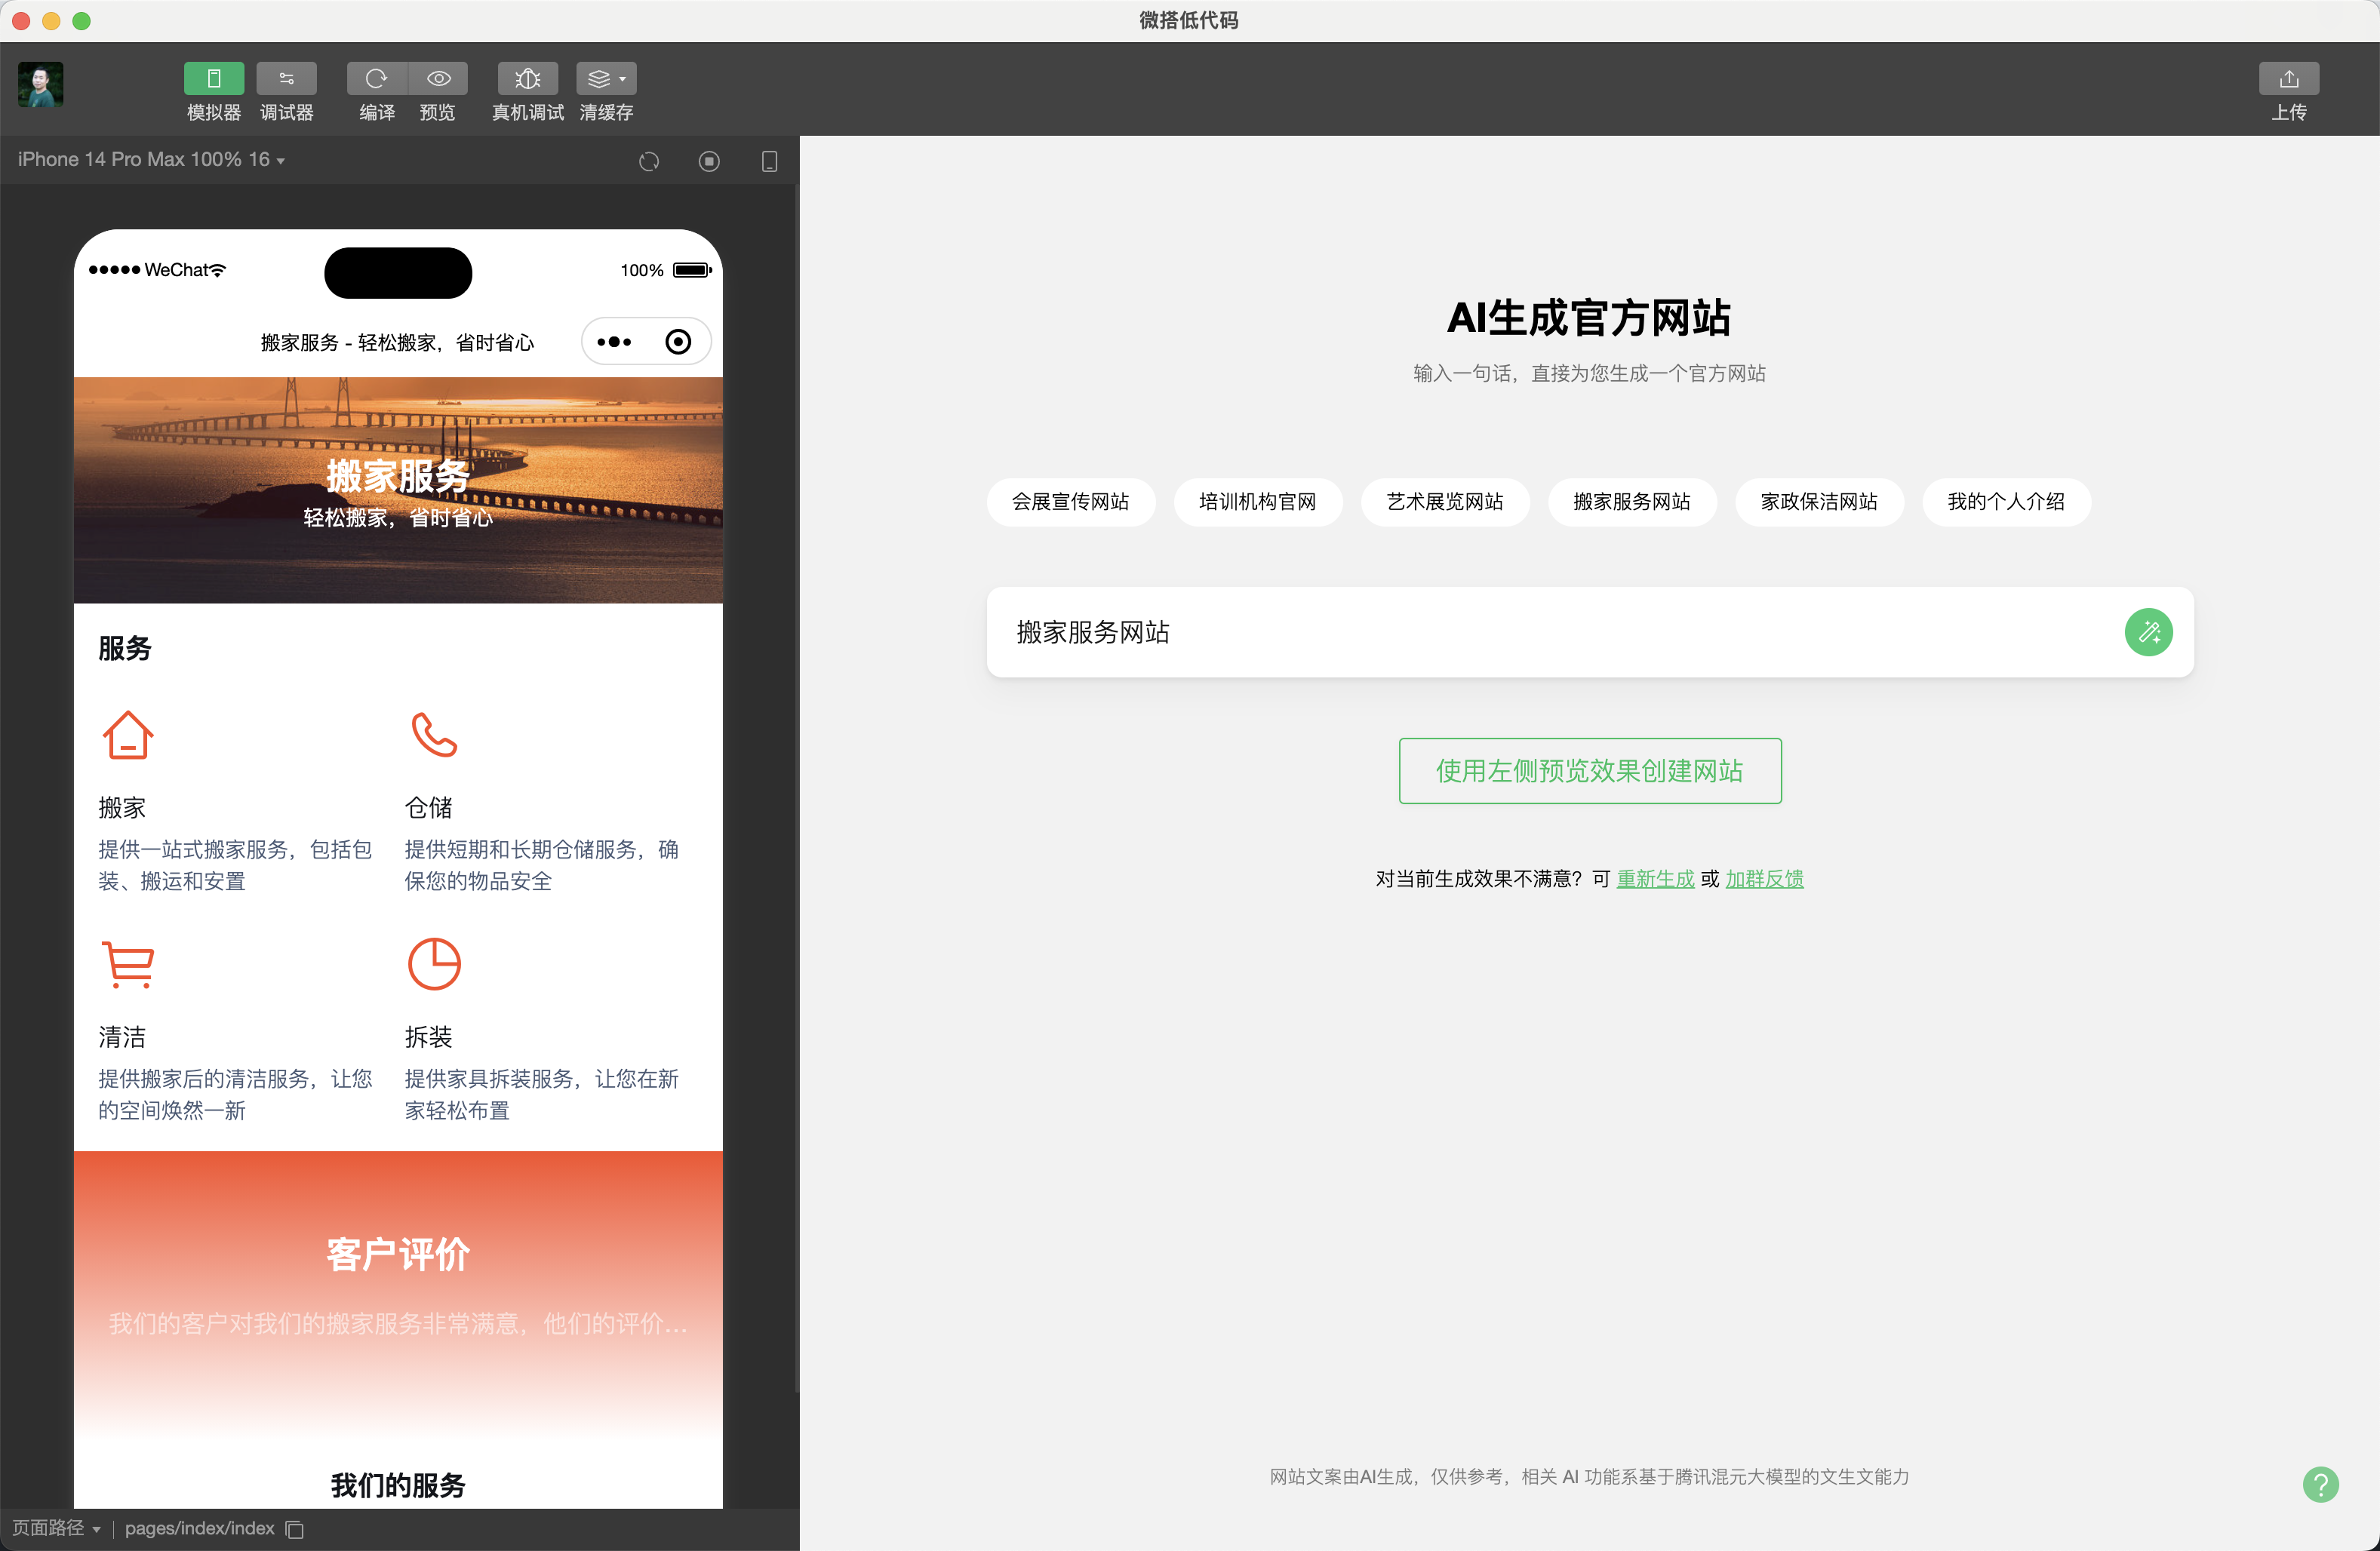 微搭低代码
模拟器
调试器
编译
预览
真机调试
清缓存
上传
iPhone 14 Pro Max 100% 16
WeChat
100%
搬家服务 - 轻松搬家，省时省心
搬家服务
轻松搬家，省时省心
服务
搬家
提供一站式搬家服务，包括包
装、搬运和安置
仓储
提供短期和长期仓储服务，确
保您的物品安全
清洁
提供搬家后的清洁服务，让您
的空间焕然一新
拆装
提供家具拆装服务，让您在新
家轻松布置
客户评价
我们的客户对我们的搬家服务非常满意，他们的评价...
我们的服务
页面路径
pages/index/index
AI生成官方网站
输入一句话，直接为您生成一个官方网站
会展宣传网站
培训机构官网
艺术展览网站
搬家服务网站
家政保洁网站
我的个人介绍
搬家服务网站
使用左侧预览效果创建网站
对当前生成效果不满意？可 重新生成 或 加群反馈
网站文案由AI生成，仅供参考，相关 AI 功能系基于腾讯混元大模型的文生文能力
?